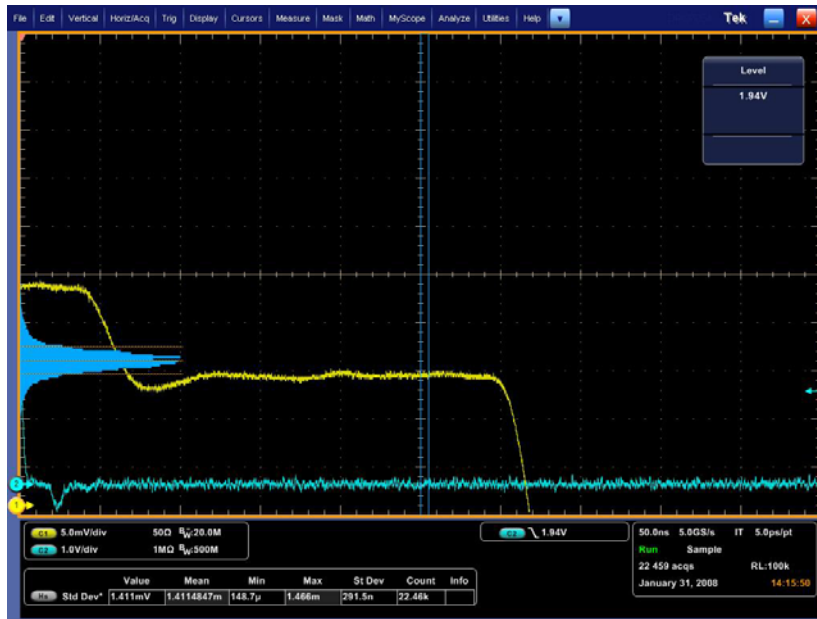 File Edit Vertical Horiz/Acq Trig Display Cursors Measure Mask Math MyScope Analyze Utilities Help Tek X
Level
1.94V
2
1
C1 5.0mV/div 50Ω BW:20.0M
C2 1.0V/div 1MΩ BW:500M
C2 1.94V
50.0ns 5.0GS/s IT 5.0ps/pt
Run Sample
22 459 acqs RL:100k
January 31, 2008 14:15:50
Value Mean Min Max St Dev Count Info
Hs Std Dev* 1.411mV 1.4114847m 148.7µ 1.466m 291.5n 22.46k